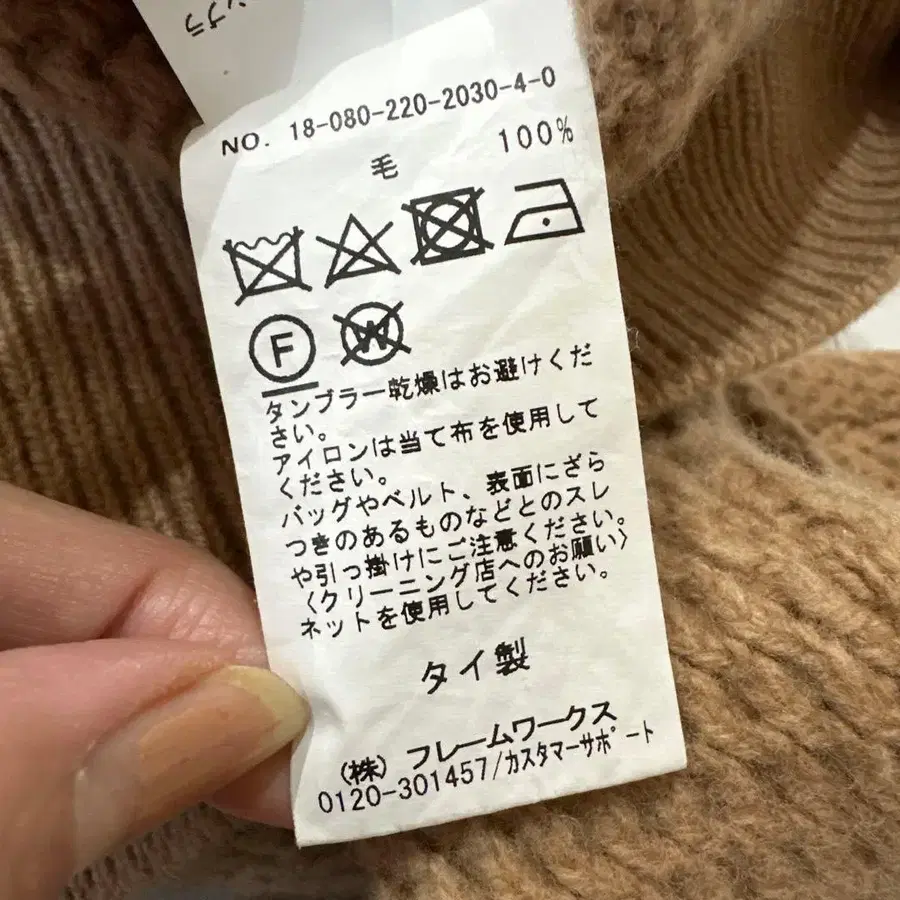 ンブラ
NO. 18-080-220-2030-4-0
毛 100%
F
W
タンブラー乾燥はお避けくだ
さい。
アイロンは当て布を使用して
ください。
バッグやベルト、表面にざら
つきのあるものなどとのスレ
や引っ掛けにご注意ください。
〈クリーニング店へのお願い〉
ネットを使用してください。
タイ製
(株) フレームワークス
0120-301457/カスタマーサポート